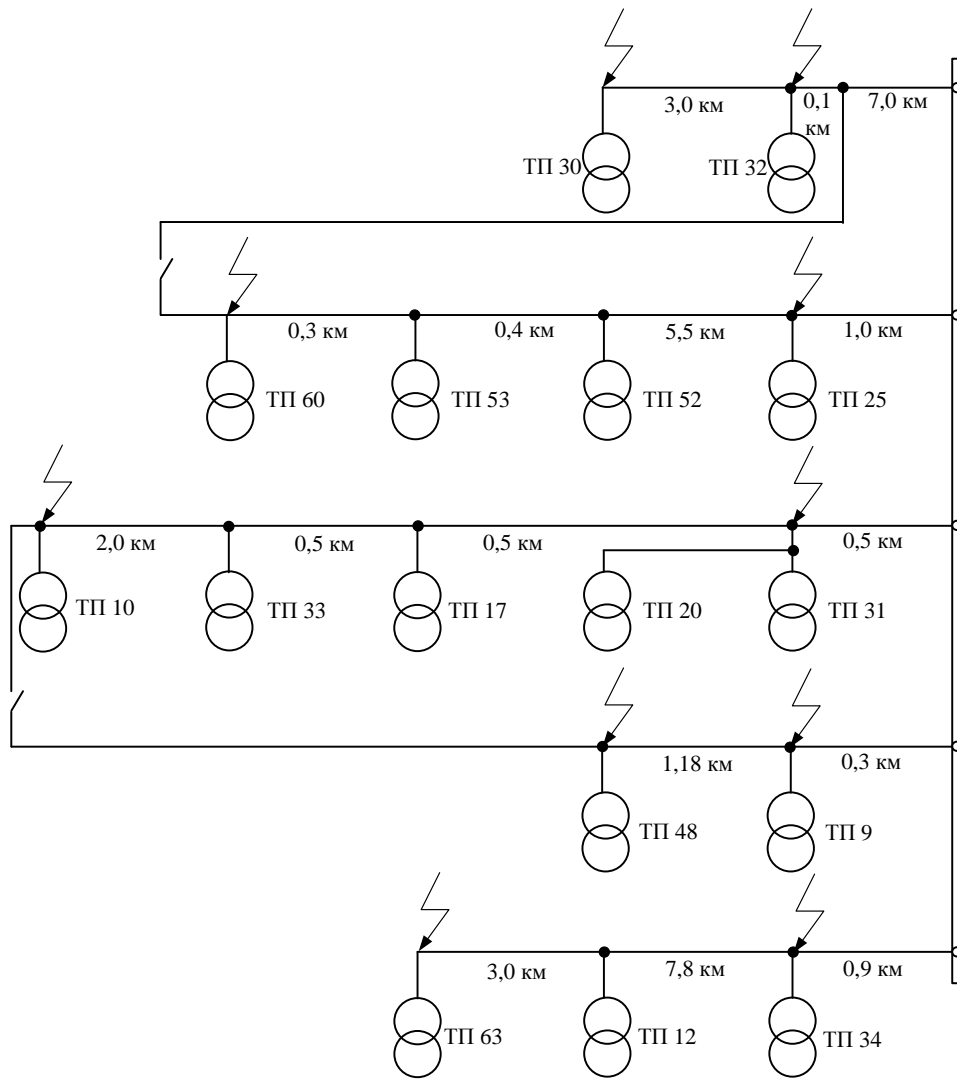 3,0 км
0,1
км
7,0 км
ТП 30
ТП 32
0,3 км
0,4 км
5,5 км
1,0 км
ТП 60
ТП 53
ТП 52
ТП 25
2,0 км
0,5 км
0,5 км
0,5 км
ТП 10
ТП 33
ТП 17
ТП 20
ТП 31
1,18 км
0,3 км
ТП 48
ТП 9
3,0 км
7,8 км
0,9 км
ТП 63
ТП 12
ТП 34